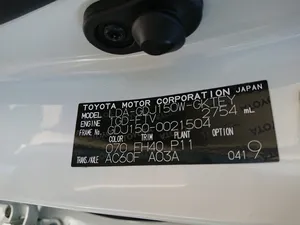 TOYOTA MOTOR CORPORATION JAPAN
MODEL LDA-GDJ150W-GKTEY
ENGINE 1GD-FTV 2754 mL
FRAME No. GDJ150-0021504
COLOR TRIM PLANT OPTION
070 FH40 P11
TRANS/AXLE AC60F A03A 041 9